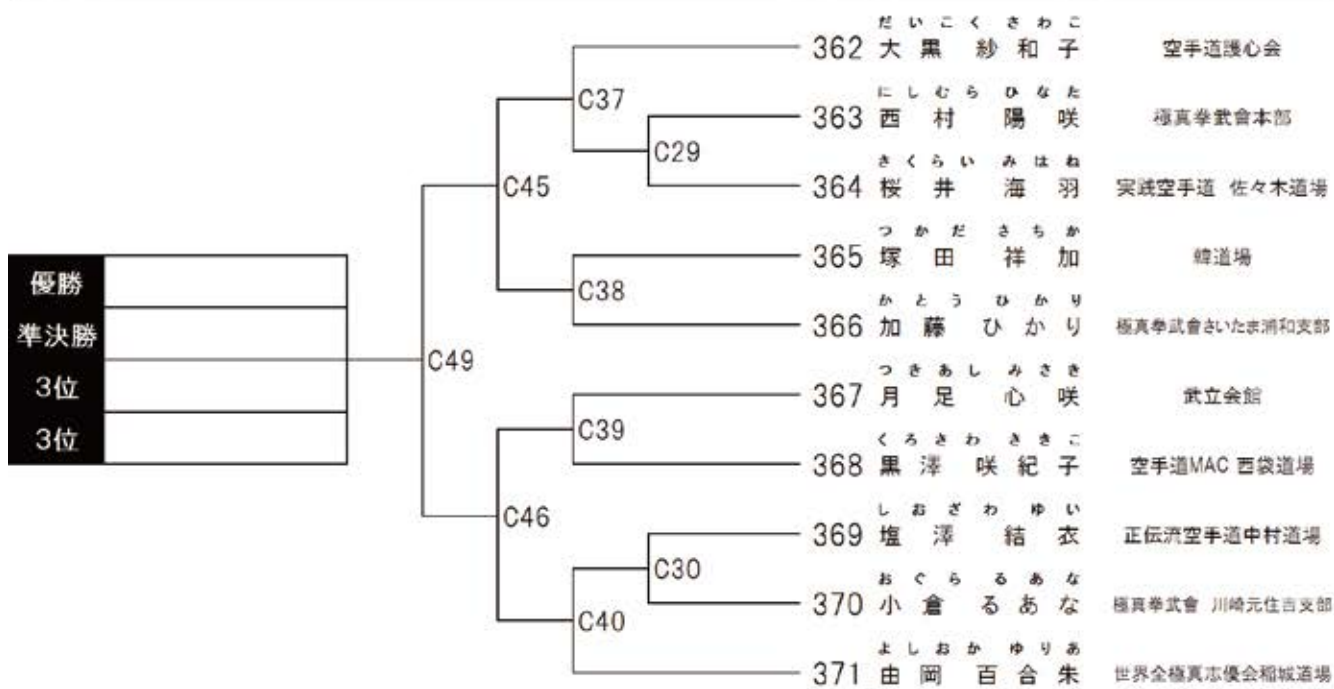 だいこくさわこ
362 大黒 紗和子 空手道護心会
C37
にしむら ひなた
363 西村 陽咲 極真拳武會本部
C29
さくらい みはね
C45
364 桜井 海羽 実践空手道 佐々木道場
つかだ さちか
365 塚田 祥加 韓道場
優勝
C38
かとう ひかり
準決勝
366 加藤 ひかり 極真拳武會さいたま浦和支部
C49
3位
つきあし みさき
367 月足 心咲 武立会館
3位
C39
くろさわ さきこ
368 黒澤 咲紀子 空手道MAC 西袋道場
C46
しおざわ ゆい
369 塩澤 結衣 正伝流空手道中村道場
C30
おぐら るあな
370 小倉 るあな 極真拳武會 川崎元住吉支部
C40
よしおか ゆりあ
371 由岡 百合朱 世界全極真志優会稲城道場